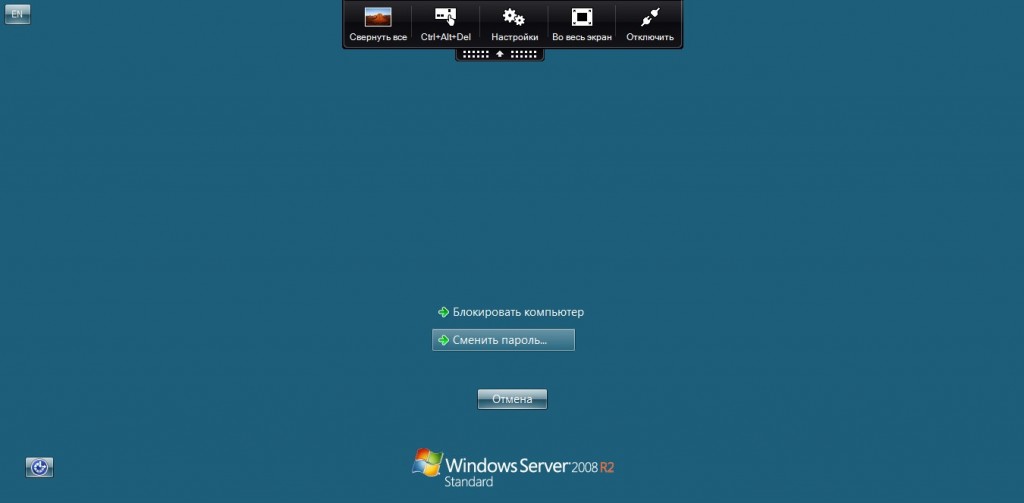 EN
Свернуть все
Ctrl+Alt+Del
Настройки
Во весь экран
Отключить
Блокировать компьютер
Сменить пароль...
Отмена
Windows Server 2008 R2
Standard